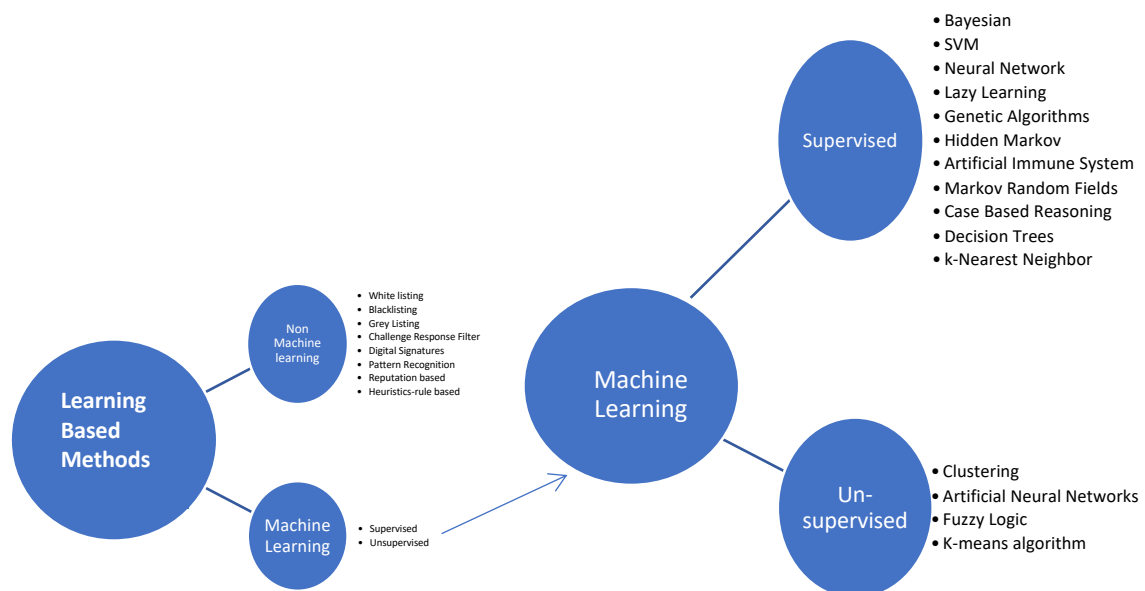 Learning
Based
Methods
Non
Machine
learning
• White listing
• Blacklisting
• Grey Listing
• Challenge Response Filter
• Digital Signatures
• Pattern Recognition
• Reputation based
• Heuristics-rule based
Machine
Learning
• Supervised
• Unsupervised
Machine
Learning
Supervised
• Bayesian
• SVM
• Neural Network
• Lazy Learning
• Genetic Algorithms
• Hidden Markov
• Artificial Immune System
• Markov Random Fields
• Case Based Reasoning
• Decision Trees
• k-Nearest Neighbor
Un-
supervised
• Clustering
• Artificial Neural Networks
• Fuzzy Logic
• K-means algorithm